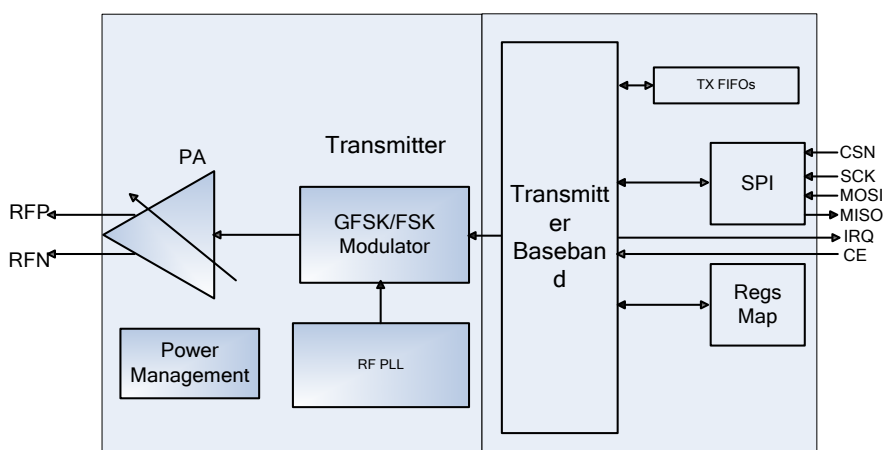 PA
Transmitter
RFP
RFN
GFSK/FSK
Modulator
Power
Management
RF PLL
Transmitt
er
Baseban
d
TX FIFOs
SPI
Regs
Map
CSN
SCK
MOSI
MISO
IRQ
CE